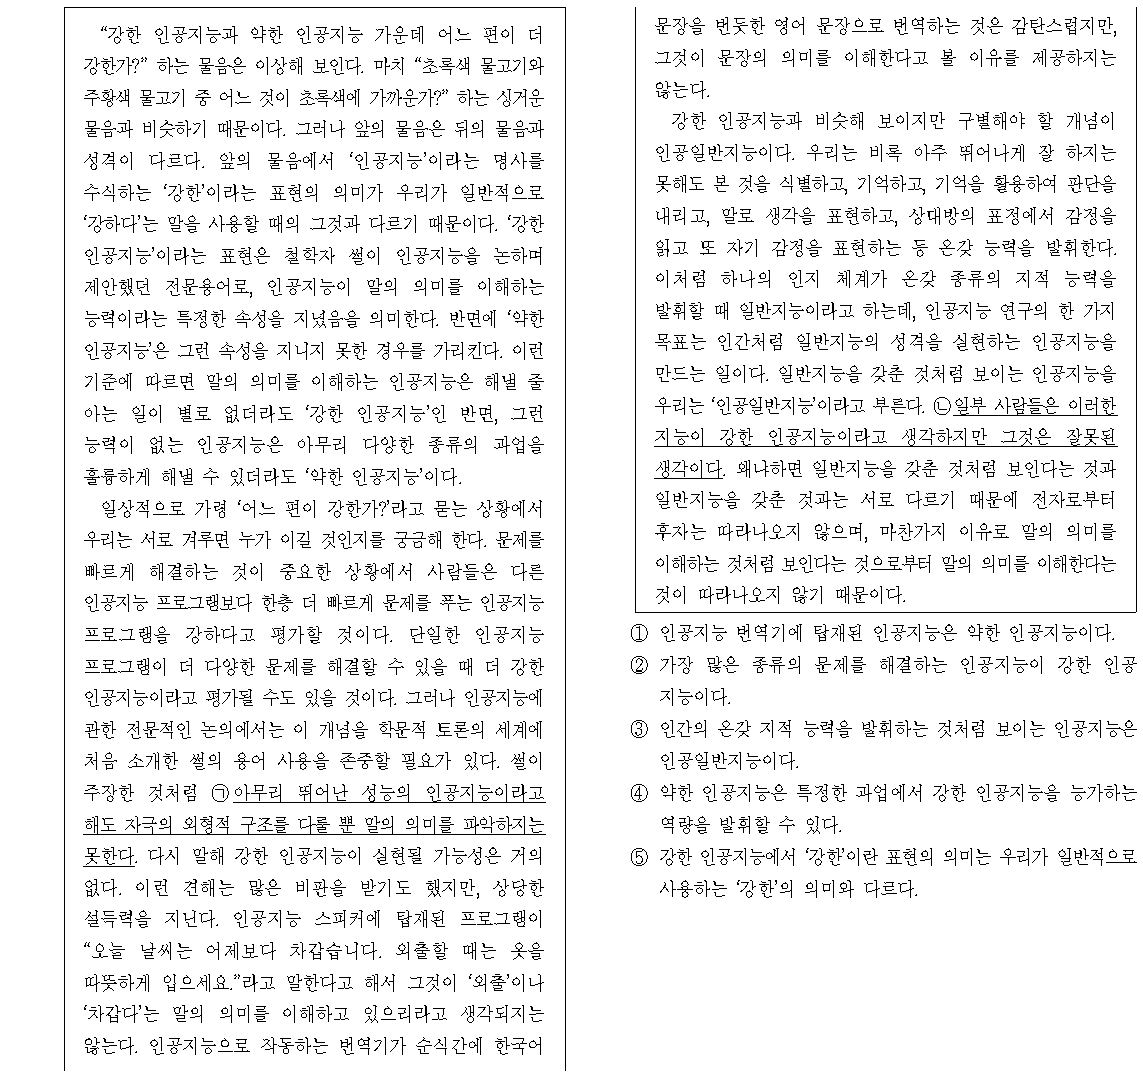 “강한 인공지능과 약한 인공지능 가운데 어느 편이 더
강한가?” 하는 물음은 이상해 보인다. 마치 “초록색 물고기와
주황색 물고기 중 어느 것이 초록색에 가까운가?” 하는 싱거운
물음과 비슷하기 때문이다. 그러나 앞의 물음은 뒤의 물음과
성격이 다르다. 앞의 물음에서 ‘인공지능’이라는 명사를
수식하는 ‘강한’이라는 표현의 의미가 우리가 일반적으로
‘강하다’는 말을 사용할 때의 그것과 다르기 때문이다. ‘강한
인공지능’이라는 표현은 철학자 썰이 인공지능을 논하며
제안했던 전문용어로, 인공지능이 말의 의미를 이해하는
능력이라는 특정한 속성을 지녔음을 의미한다. 반면에 ‘약한
인공지능’은 그런 속성을 지니지 못한 경우를 가리킨다. 이런
기준에 따르면 말의 의미를 이해하는 인공지능은 해낼 줄
아는 일이 별로 없더라도 ‘강한 인공지능’인 반면, 그런
능력이 없는 인공지능은 아무리 다양한 종류의 과업을
훌륭하게 해낼 수 있더라도 ‘약한 인공지능’이다.
일상적으로 가령 ‘어느 편이 강한가?’라고 묻는 상황에서
우리는 서로 겨루면 누가 이길 것인지를 궁금해 한다. 문제를
빠르게 해결하는 것이 중요한 상황에서 사람들은 다른
인공지능 프로그램보다 한층 더 빠르게 문제를 푸는 인공지능
프로그램을 강하다고 평가할 것이다. 단일한 인공지능
프로그램이 더 다양한 문제를 해결할 수 있을 때 더 강한
인공지능이라고 평가될 수도 있을 것이다. 그러나 인공지능에
관한 전문적인 논의에서는 이 개념을 학문적 토론의 세계에
처음 소개한 썰의 용어 사용을 존중할 필요가 있다. 썰이
주장한 것처럼 ㉠아무리 뛰어난 성능의 인공지능이라고
해도 자극의 외형적 구조를 다룰 뿐 말의 의미를 파악하지는
못한다. 다시 말해 강한 인공지능이 실현될 가능성은 거의
없다. 이런 견해는 많은 비판을 받기도 했지만, 상당한
설득력을 지닌다. 인공지능 스피커에 탑재된 프로그램이
“오늘 날씨는 어제보다 차갑습니다. 외출할 때는 옷을
따뜻하게 입으세요.”라고 말한다고 해서 그것이 ‘외출’이나
‘차갑다’는 말의 의미를 이해하고 있으리라고 생각되지는
않는다. 인공지능으로 작동하는 번역기가 순식간에 한국어
문장을 번듯한 영어 문장으로 번역하는 것은 감탄스럽지만,
그것이 문장의 의미를 이해한다고 볼 이유를 제공하지는
않는다.
강한 인공지능과 비슷해 보이지만 구별해야 할 개념이
인공일반지능이다. 우리는 비록 아주 뛰어나게 잘 하지는
못해도 본 것을 식별하고, 기억하고, 기억을 활용하여 판단을
내리고, 말로 생각을 표현하고, 상대방의 표정에서 감정을
읽고 또 자기 감정을 표현하는 등 온갖 능력을 발휘한다.
이처럼 하나의 인지 체계가 온갖 종류의 지적 능력을
발휘할 때 일반지능이라고 하는데, 인공지능 연구의 한 가지
목표는 인간처럼 일반지능의 성격을 실현하는 인공지능을
만드는 일이다. 일반지능을 갖춘 것처럼 보이는 인공지능을
우리는 ‘인공일반지능’이라고 부른다. ㉡일부 사람들은 이러한
지능이 강한 인공지능이라고 생각하지만 그것은 잘못된
생각이다. 왜냐하면 일반지능을 갖춘 것처럼 보인다는 것과
일반지능을 갖춘 것과는 서로 다르기 때문에 전자로부터
후자는 따라나오지 않으며, 마찬가지 이유로 말의 의미를
이해하는 것처럼 보인다는 것으로부터 말의 의미를 이해한다는
것이 따라나오지 않기 때문이다.
① 인공지능 번역기에 탑재된 인공지능은 약한 인공지능이다.
② 가장 많은 종류의 문제를 해결하는 인공지능이 강한 인공
지능이다.
③ 인간의 온갖 지적 능력을 발휘하는 것처럼 보이는 인공지능은
인공일반지능이다.
④ 약한 인공지능은 특정한 과업에서 강한 인공지능을 능가하는
역량을 발휘할 수 있다.
⑤ 강한 인공지능에서 ‘강한’이란 표현의 의미는 우리가 일반적으로
사용하는 ‘강한’의 의미와 다르다.